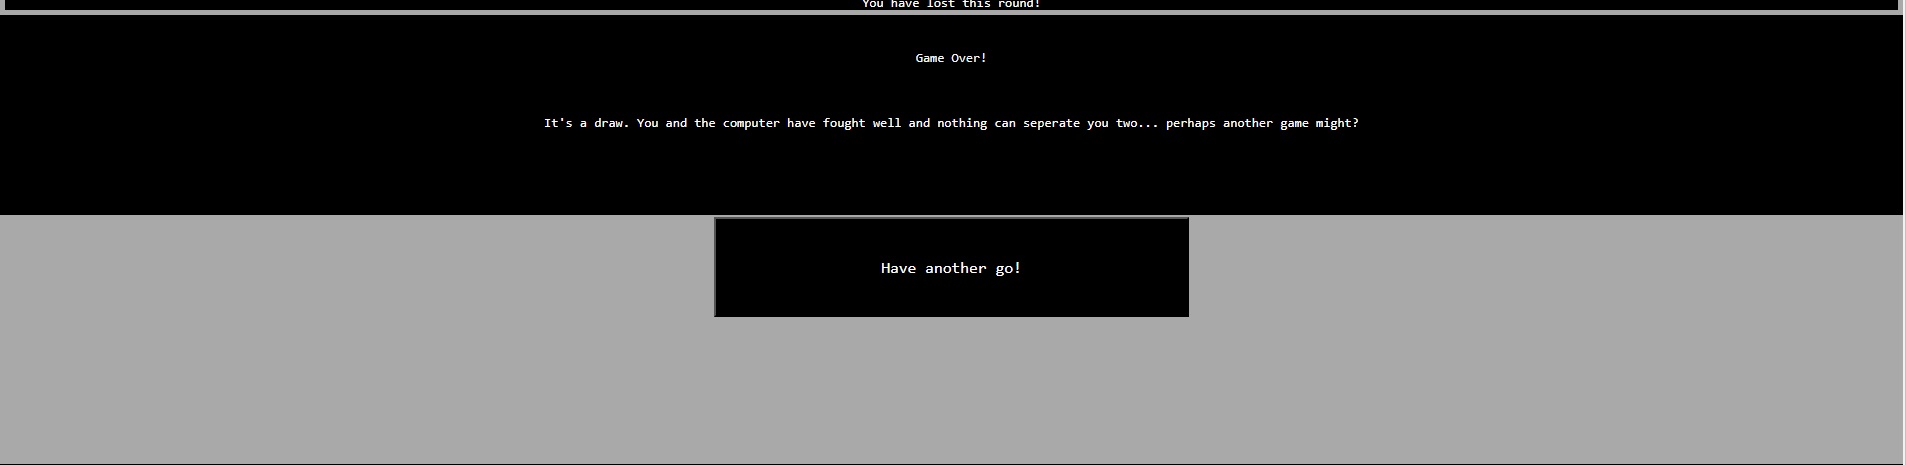 You have lost this round!
Game Over!
It's a draw. You and the computer have fought well and nothing can seperate you two... perhaps another game might?
Have another go!